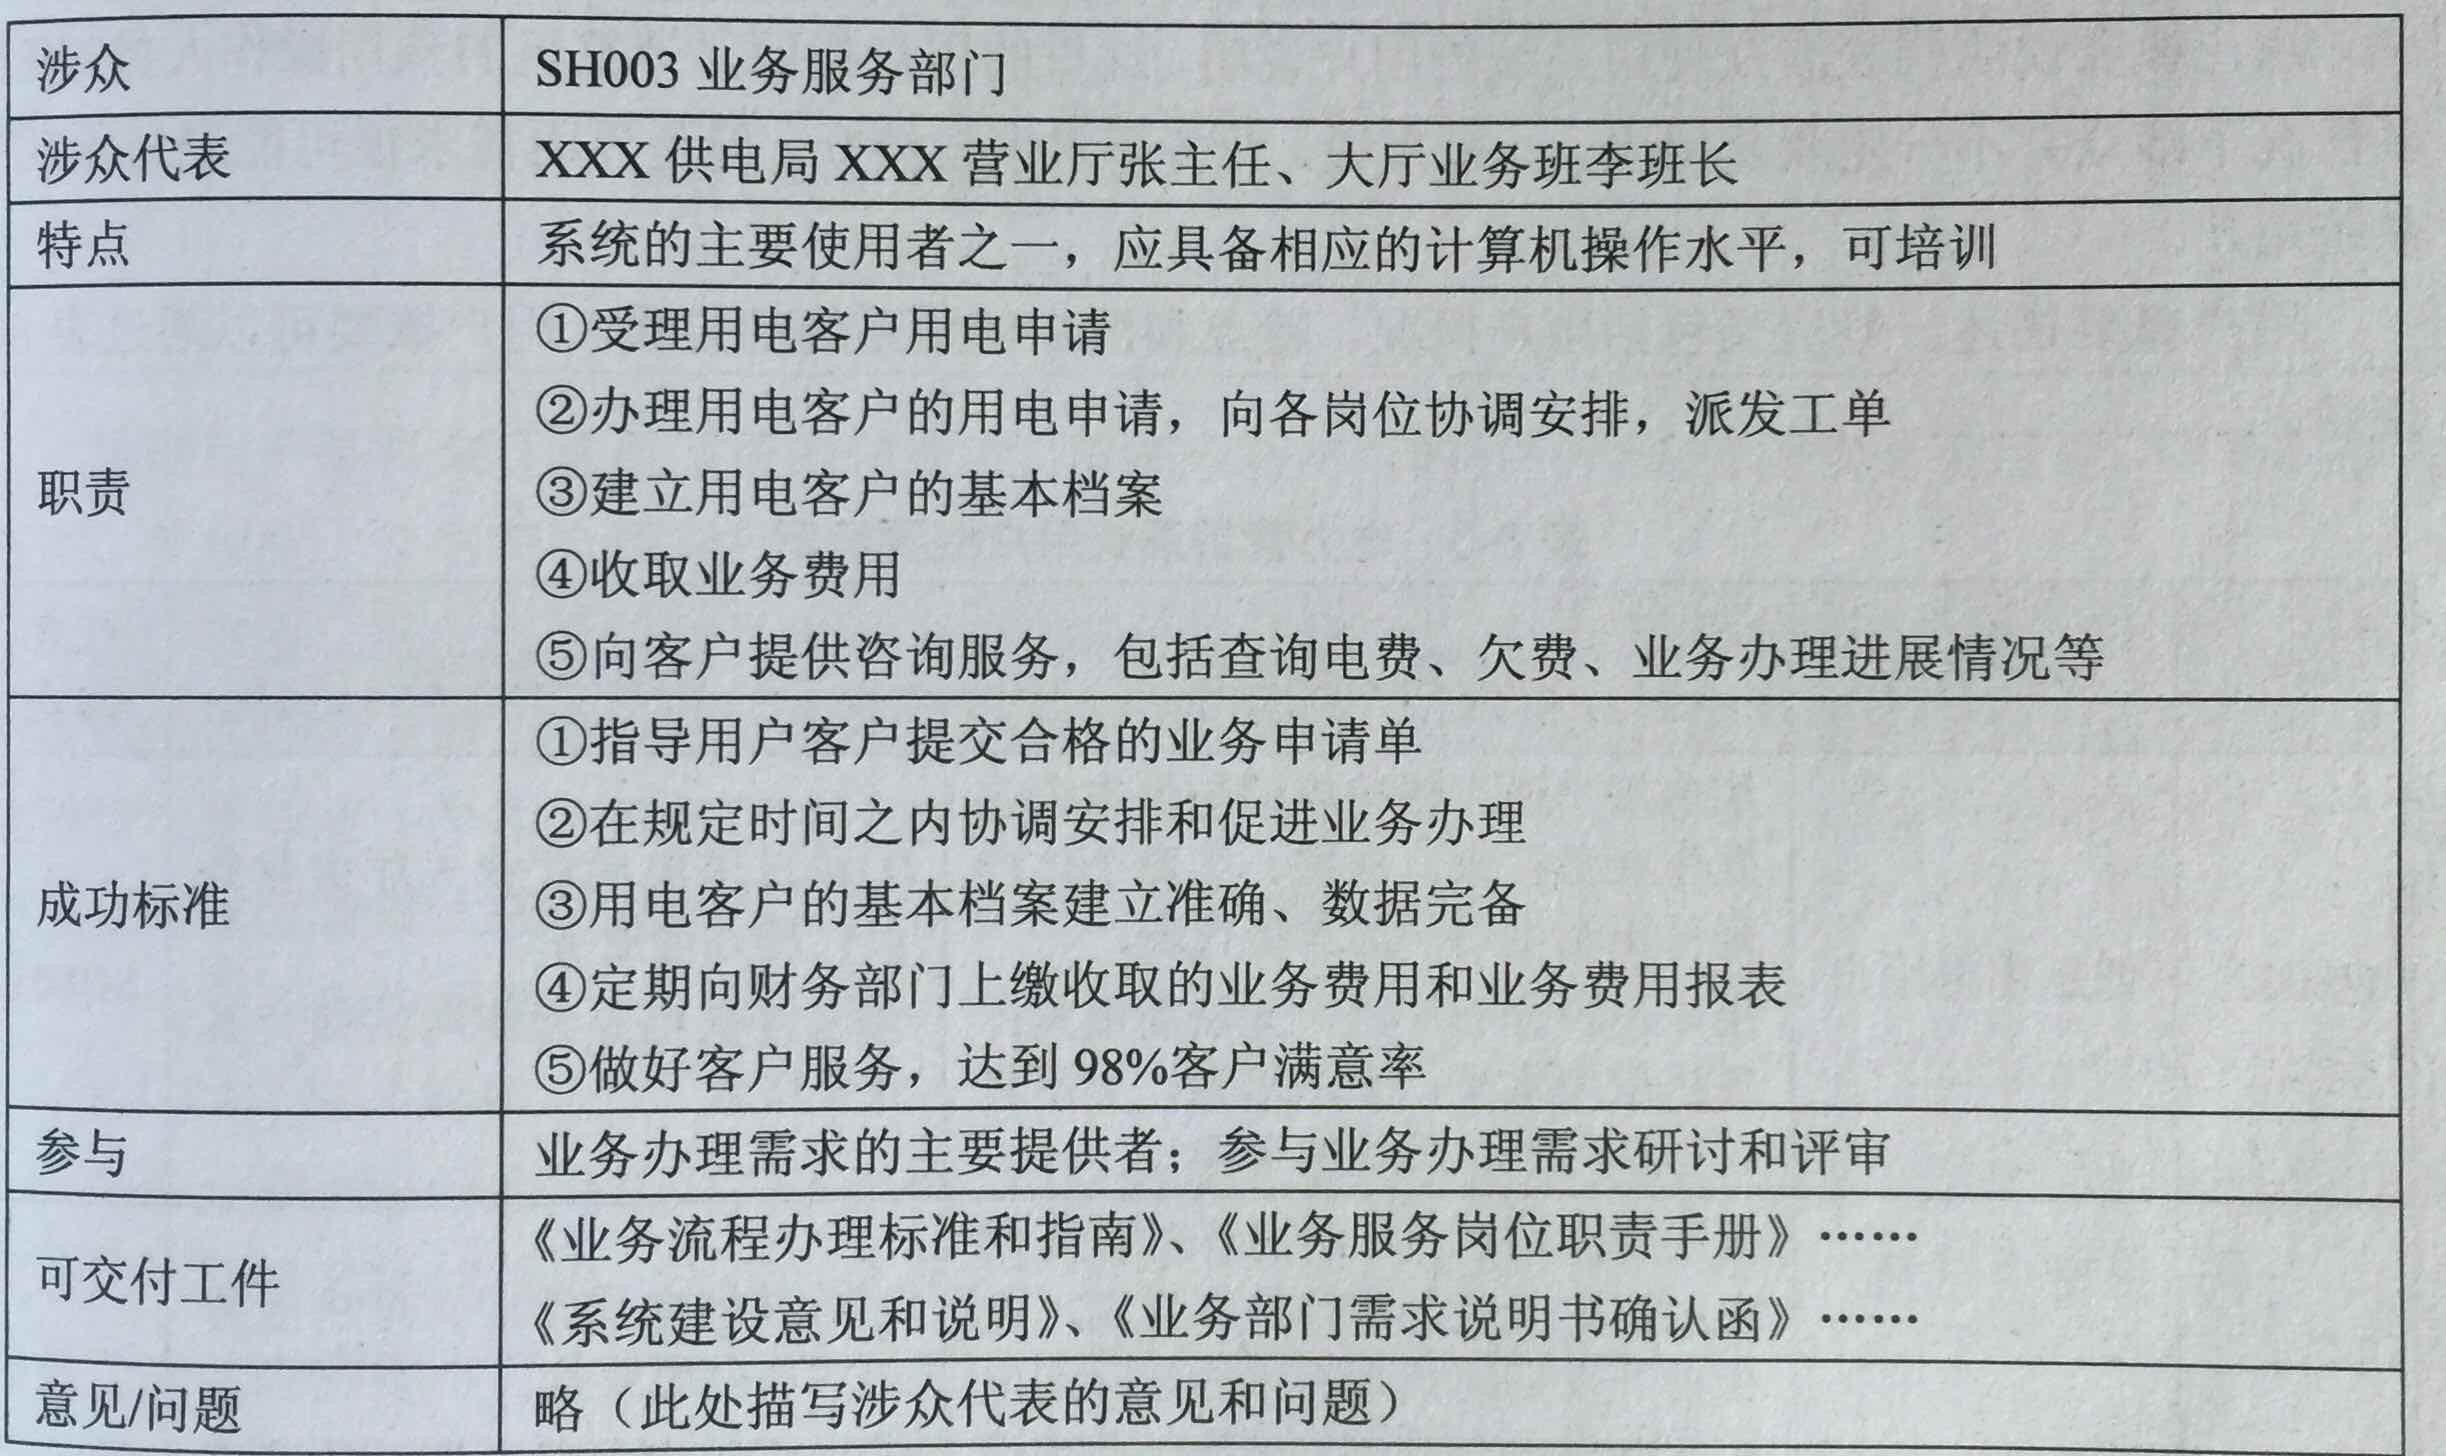 涉众 SH003 业务服务部门
涉众代表 XXX 供电局 XXX 营业厅张主任、大厅业务班李班长
特点 系统的主要使用者之一，应具备相应的计算机操作水平，可培训
职责
①受理用电客户用电申请
②办理用电客户的用电申请，向各岗位协调安排，派发工单
③建立用电客户的基本档案
④收取业务费用
⑤向客户提供咨询服务，包括查询电费、欠费、业务办理进展情况等
成功标准
①指导用户客户提交合格的业务申请单
②在规定时间之内协调安排和促进业务办理
③用电客户的基本档案建立准确、数据完备
④定期向财务部门上缴收取的业务费用和业务费用报表
⑤做好客户服务，达到 98%客户满意率
参与 业务办理需求的主要提供者；参与业务办理需求研讨和评审
可交付工件
《业务流程办理标准和指南》、《业务服务岗位职责手册》……
《系统建设意见和说明》、《业务部门需求说明书确认函》……
意见/问题 略（此处描写涉众代表的意见和问题）